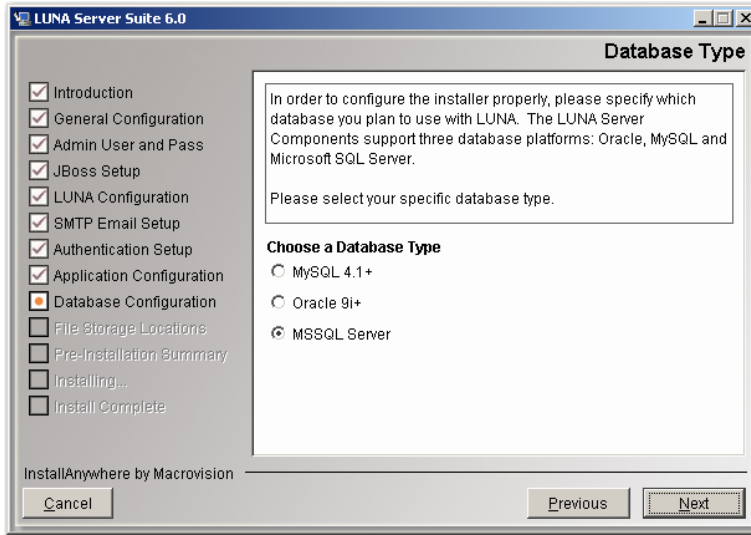 LUNA Server Suite 6.0
Database Type
Introduction
General Configuration
Admin User and Pass
JBoss Setup
LUNA Configuration
SMTP Email Setup
Authentication Setup
Application Configuration
Database Configuration
File Storage Locations
Pre-Installation Summary
Installing...
Install Complete
In order to configure the installer properly, please specify which
database you plan to use with LUNA. The LUNA Server
Components support three database platforms: Oracle, MySQL and
Microsoft SQL Server.
Please select your specific database type.
Choose a Database Type
MySQL 4.1+
Oracle 9i+
MSSQL Server
InstallAnywhere by Macrovision
Cancel
Previous
Next